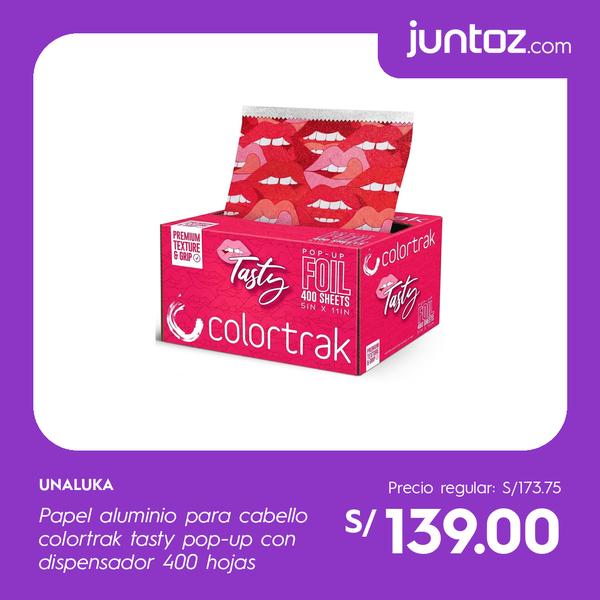 juntoz.com
PREMIUM
TEXTURE
& GRIP
Tasty
POP-UP
FOIL
400 SHEETS
5IN X 11IN
colortrak
colortrak
Tasty
FOIL
400 SHEETS
UNALUKA
Papel aluminio para cabello
colortrak tasty pop-up con
dispensador 400 hojas
Precio regular: S/173.75
S/139.00